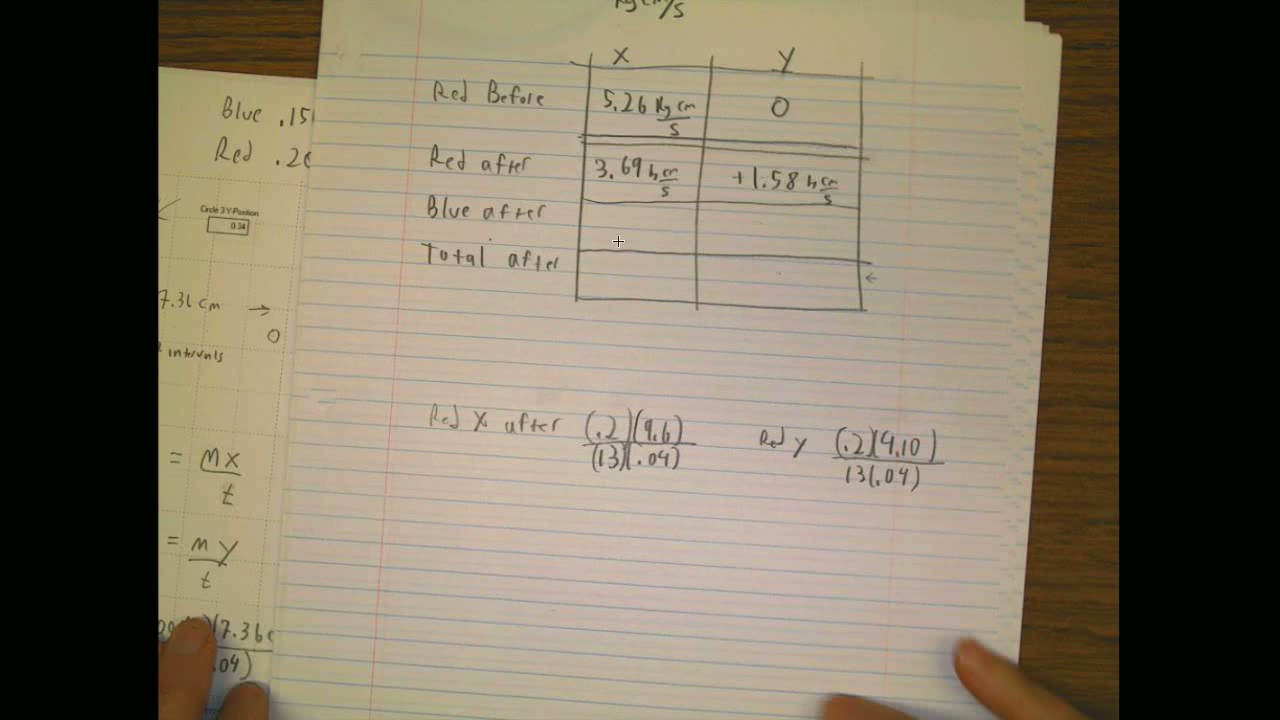 Kg cm/s
X Y
Red Before 5.26 Kg cm/s 0
Red after 3.69 k cm/s +1.58 k cm/s
Blue after
Total after ←
Blue .15
Red .20
Circle 3 Y-Position
0.34
7.36 cm →
0
intervals
= mx/t
= my/t
(7.36c
.04)
Red X after (.2)(9.6)/(13)(.04) Red y (.2)(4.10)/13(.04)